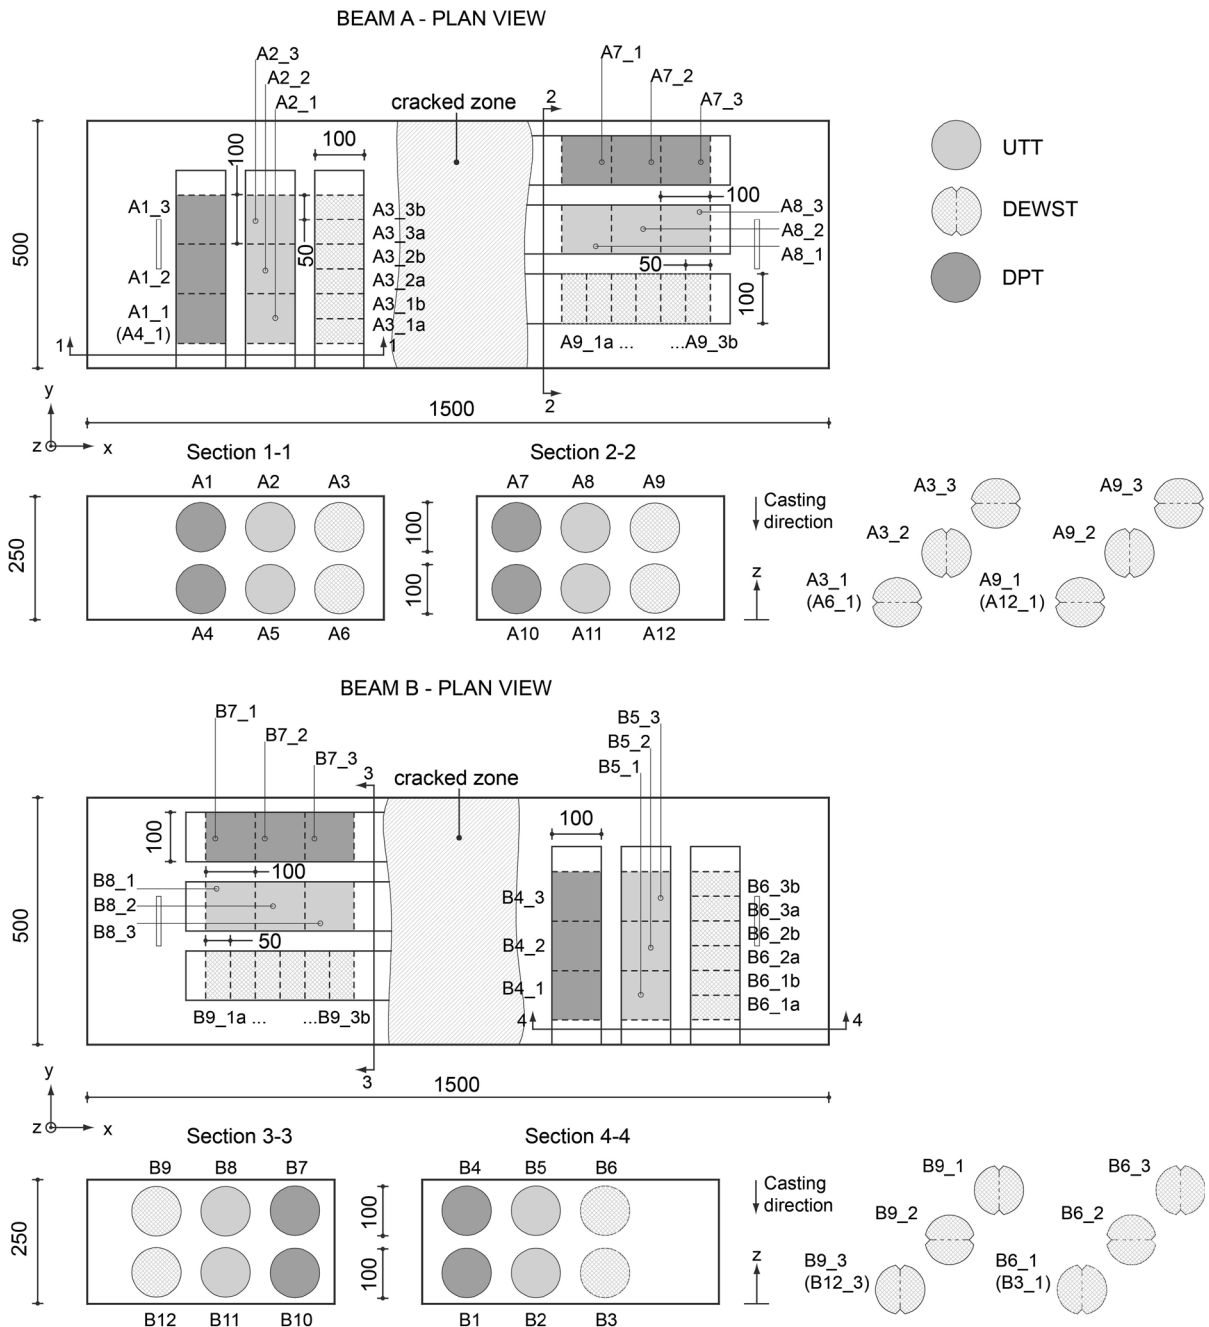 BEAM A - PLAN VIEW
A2_3
A2_2
A2_1
cracked zone
A7_1
A7_2
A7_3
2
100
100
500
A1_3
A1_2
A1_1
(A4_1)
50
A3_3b
A3_3a
A3_2b
A3_2a
A3_1b
A3_1a
1
1
100
A8_3
A8_2
A8_1
50
100
A9_1a ...
...A9_3b
2
UTT
DEWST
DPT
y
z
x
1500
Section 1-1
Section 2-2
A1
A2
A3
A7
A8
A9
250
100
100
A4
A5
A6
A10
A11
A12
Casting
direction
z
A3_3
A3_2
A3_1
(A6_1)
A9_3
A9_2
A9_1
(A12_1)
BEAM B - PLAN VIEW
B7_1
B7_2
B7_3
3
cracked zone
B5_3
B5_2
B5_1
500
100
100
B8_1
B8_2
B8_3
50
B9_1a ...
...B9_3b
3
100
B4_3
B4_2
B4_1
4
B6_3b
B6_3a
B6_2b
B6_2a
B6_1b
B6_1a
4
y
z
x
1500
Section 3-3
Section 4-4
B9
B8
B7
B4
B5
B6
250
100
100
B12
B11
B10
B1
B2
B3
Casting
direction
z
B9_1
B9_2
B9_3
(B12_3)
B6_3
B6_2
B6_1
(B3_1)